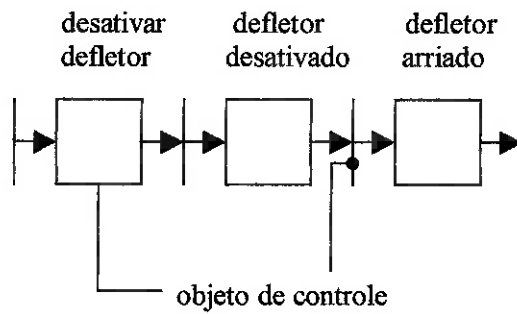 desativar
defletor
defletor
desativado
defletor
arriado
objeto de controle